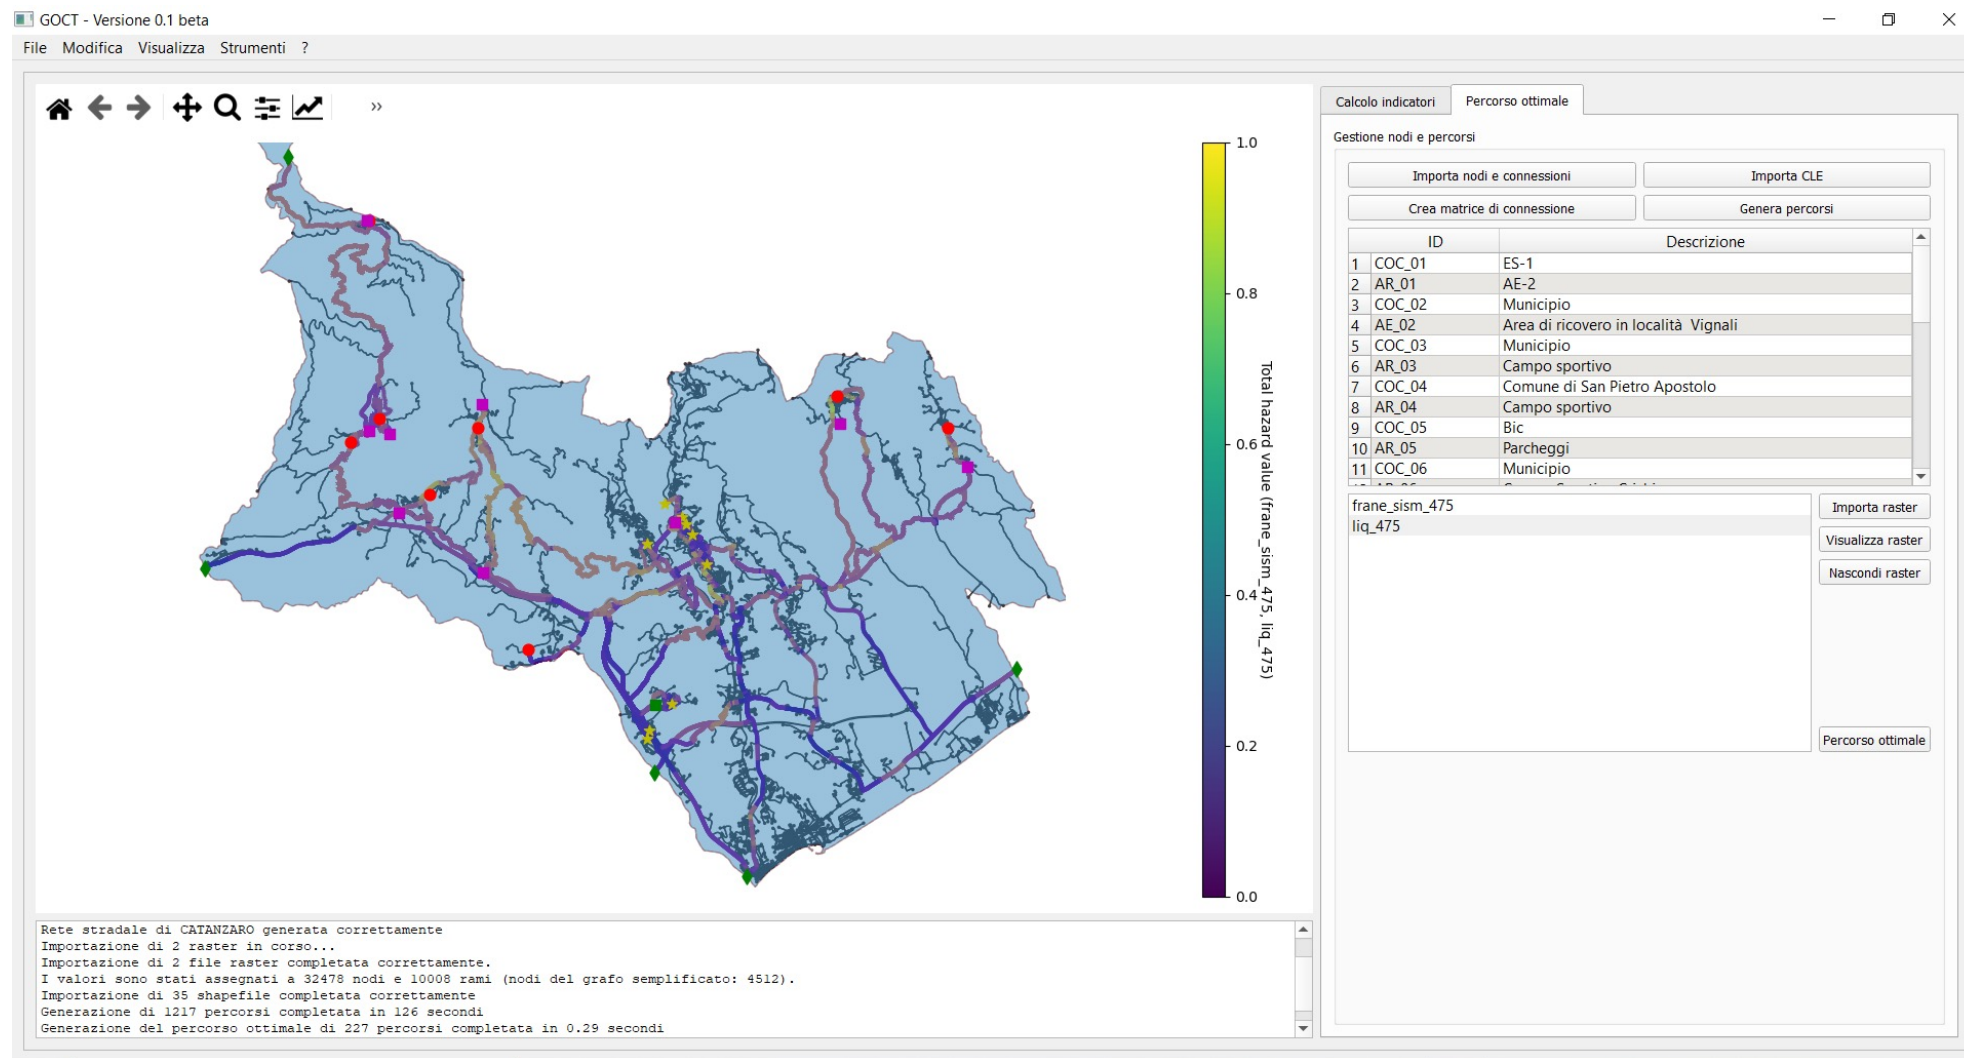 GOCT - Versione 0.1 beta
File Modifica Visualizza Strumenti ?
»
1.0
0.8
0.6
0.4
0.2
0.0
Total hazard value (frane_sism_475, liq_475)
Calcolo indicatori
Percorso ottimale
Gestione nodi e percorsi
Importa nodi e connessioni
Importa CLE
Crea matrice di connessione
Genera percorsi
ID Descrizione
1 COC_01 ES-1
2 AR_01 AE-2
3 COC_02 Municipio
4 AE_02 Area di ricovero in località Vignali
5 COC_03 Municipio
6 AR_03 Campo sportivo
7 COC_04 Comune di San Pietro Apostolo
8 AR_04 Campo sportivo
9 COC_05 Bic
10 AR_05 Parcheggi
11 COC_06 Municipio
frane_sism_475
liq_475
Importa raster
Visualizza raster
Nascondi raster
Percorso ottimale
Rete stradale di CATANZARO generata correttamente
Importazione di 2 raster in corso...
Importazione di 2 file raster completata correttamente.
I valori sono stati assegnati a 32478 nodi e 10008 rami (nodi del grafo semplificato: 4512).
Importazione di 35 shapefile completata correttamente
Generazione di 1217 percorsi completata in 126 secondi
Generazione del percorso ottimale di 227 percorsi completata in 0.29 secondi